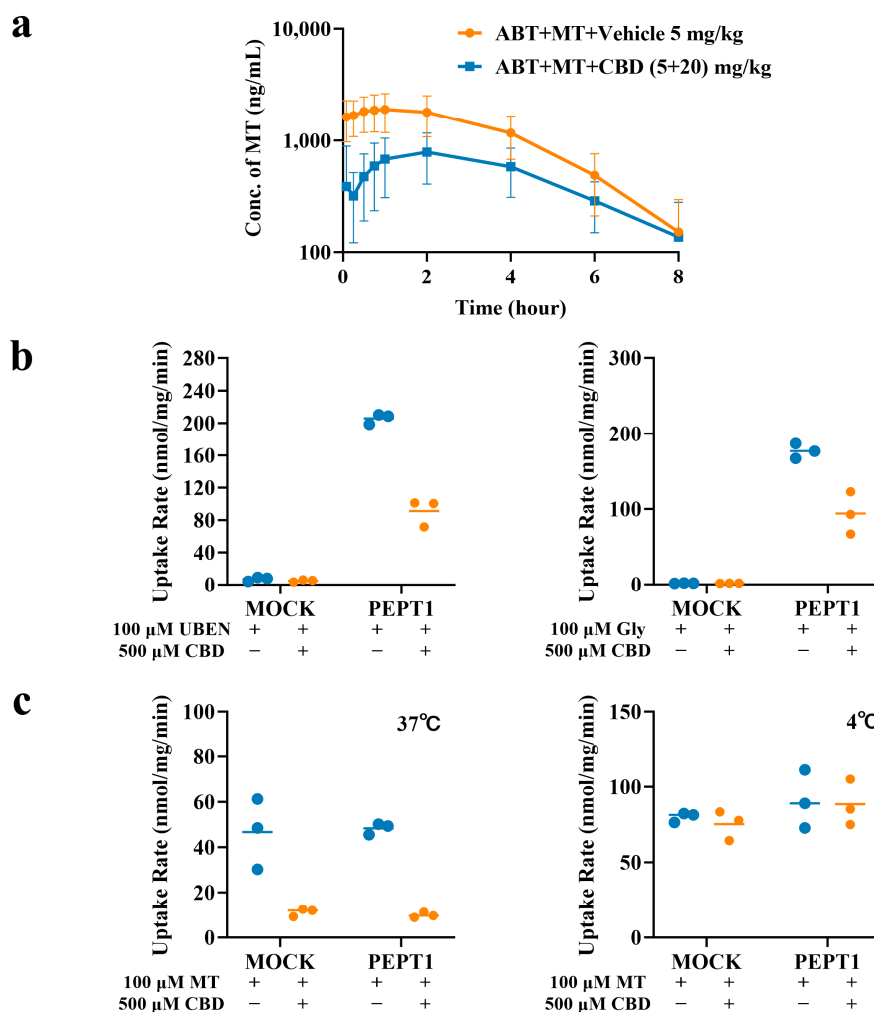 a
ABT+MT+Vehicle 5 mg/kg
ABT+MT+CBD (5+20) mg/kg
Conc. of MT (ng/mL)
10,000
1,000
100
0 2 4 6 8
Time (hour)
b
Uptake Rate (nmol/mg/min)
280
240
200
160
120
80
40
0
MOCK PEPT1
100 μM UBEN + + + +
500 μM CBD − + − +
Uptake Rate (nmol/mg/min)
300
200
100
0
MOCK PEPT1
100 μM Gly + + + +
500 μM CBD − + − +
c
37℃
Uptake Rate (nmol/mg/min)
100
80
60
40
20
0
MOCK PEPT1
100 μM MT + + + +
500 μM CBD − + − +
4℃
Uptake Rate (nmol/mg/min)
150
100
50
0
MOCK PEPT1
100 μM MT + + + +
500 μM CBD − + − +